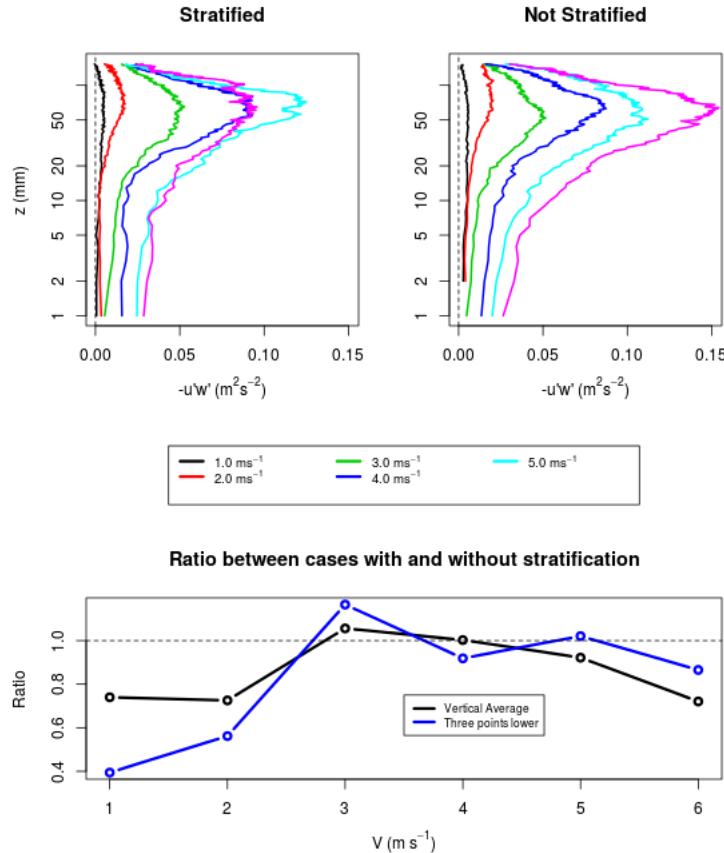 Stratified
Not Stratified
z (mm)
50
20
10
5
2
1
0.00 0.05 0.10 0.15
-u'w' (m²s⁻²)
50
20
10
5
2
1
0.00 0.05 0.10 0.15
-u'w' (m²s⁻²)
1.0 ms⁻¹
2.0 ms⁻¹
3.0 ms⁻¹
4.0 ms⁻¹
5.0 ms⁻¹
Ratio between cases with and without stratification
Ratio
1.0
0.8
0.6
0.4
Vertical Average
Three points lower
1 2 3 4 5 6
V (m s⁻¹)